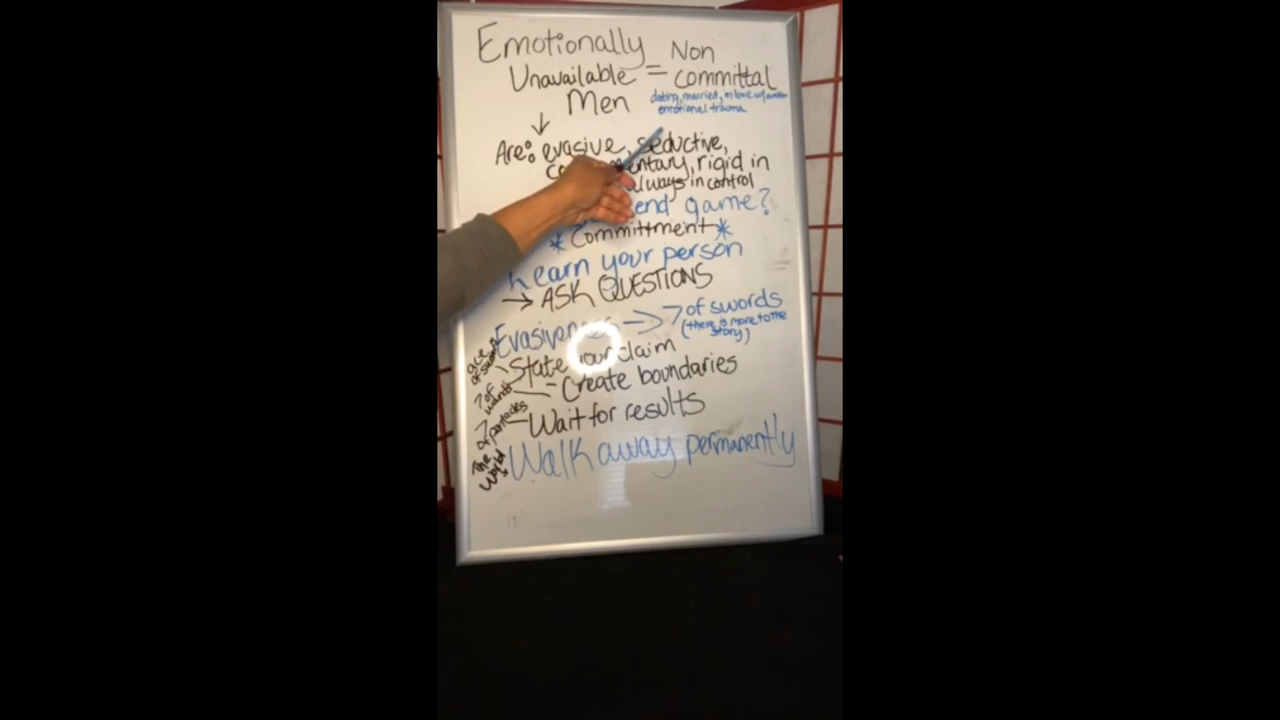 Emotionally
Unavailable = Non committal
Men
dating, married, in love w/
emotional trauma
Are: evasive, seductive,
rigid in
always in control
end game?
* Committment *
Learn your person
→ ASK QUESTIONS
Evasiveness → 7 of swords
(there is more to the story)
ace of swords
- State your claim
7 of wands
- Create boundaries
7 of pentacles
- Wait for results
The World
Walk away permanently